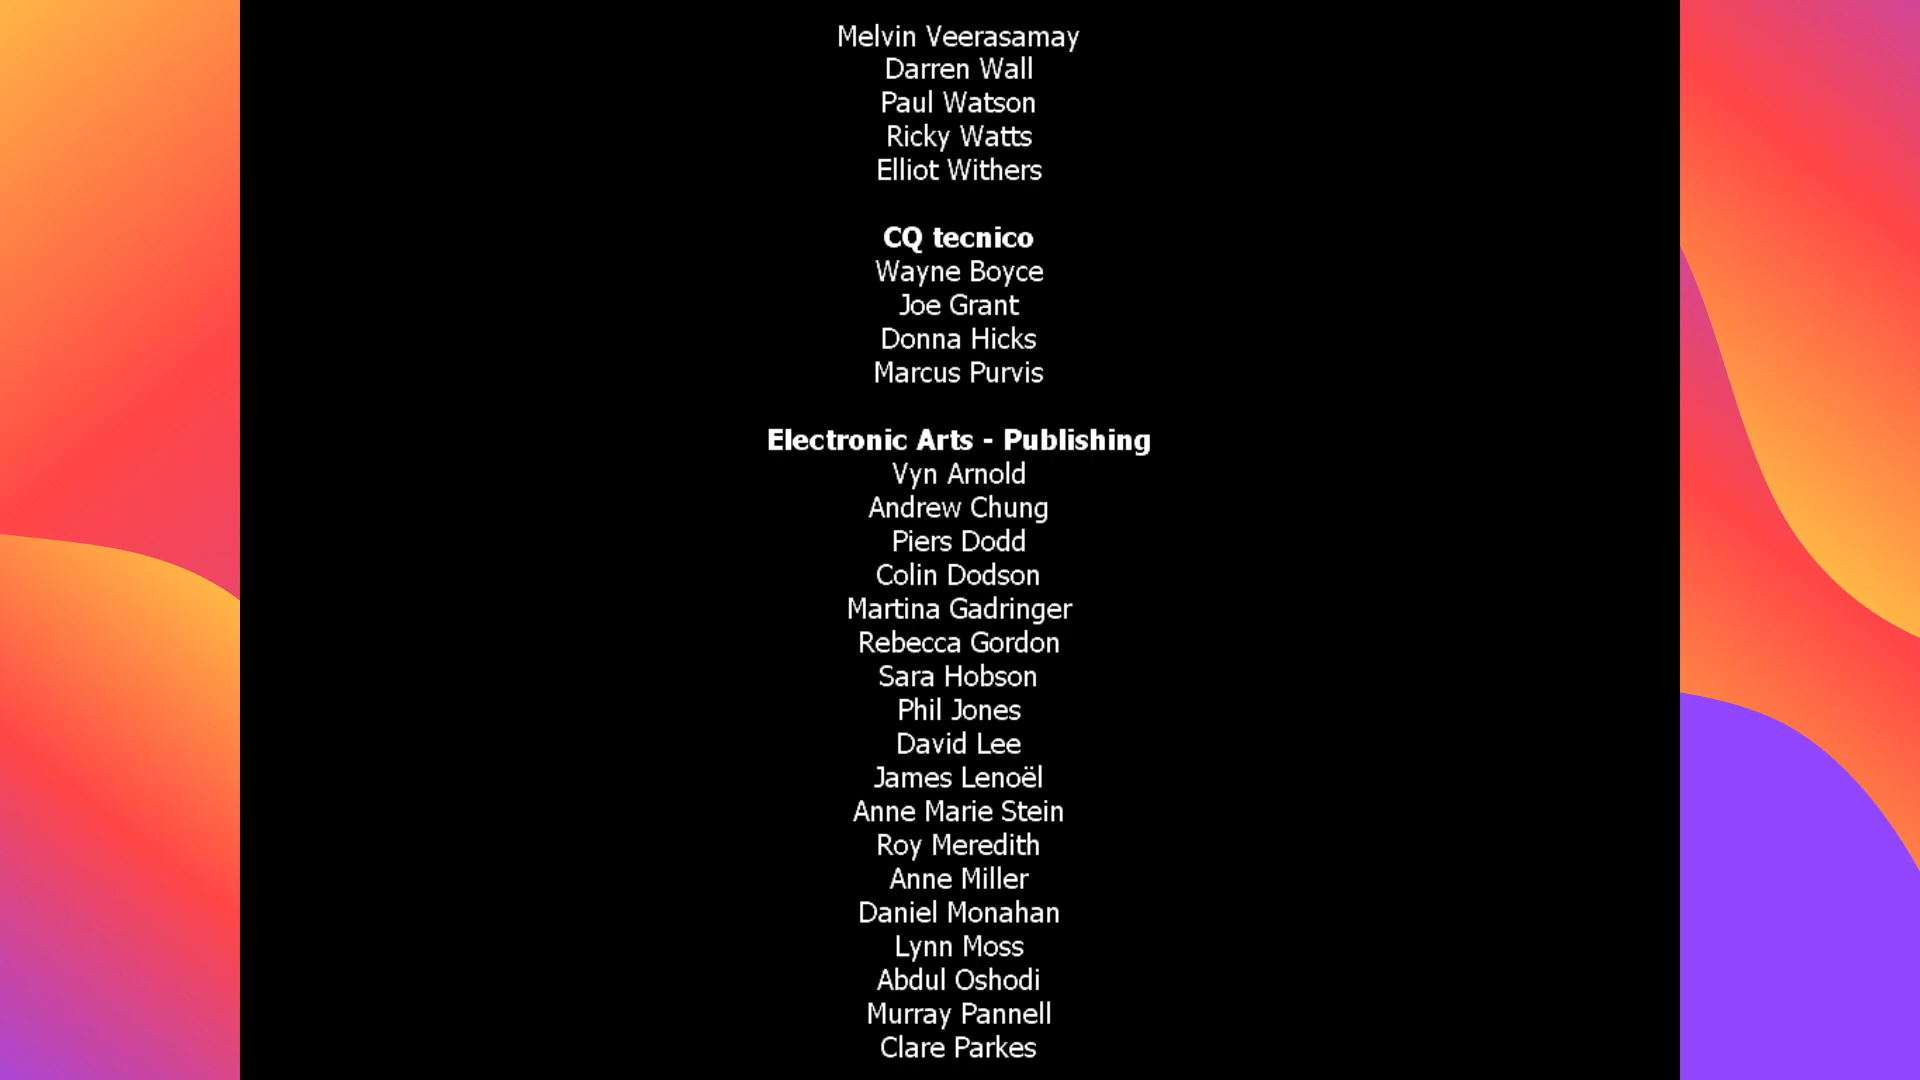 Melvin Veerasamay
Darren Wall
Paul Watson
Ricky Watts
Elliot Withers
CQ tecnico
Wayne Boyce
Joe Grant
Donna Hicks
Marcus Purvis
Electronic Arts - Publishing
Vyn Arnold
Andrew Chung
Piers Dodd
Colin Dodson
Martina Gadringer
Rebecca Gordon
Sara Hobson
Phil Jones
David Lee
James Lenoël
Anne Marie Stein
Roy Meredith
Anne Miller
Daniel Monahan
Lynn Moss
Abdul Oshodi
Murray Pannell
Clare Parkes